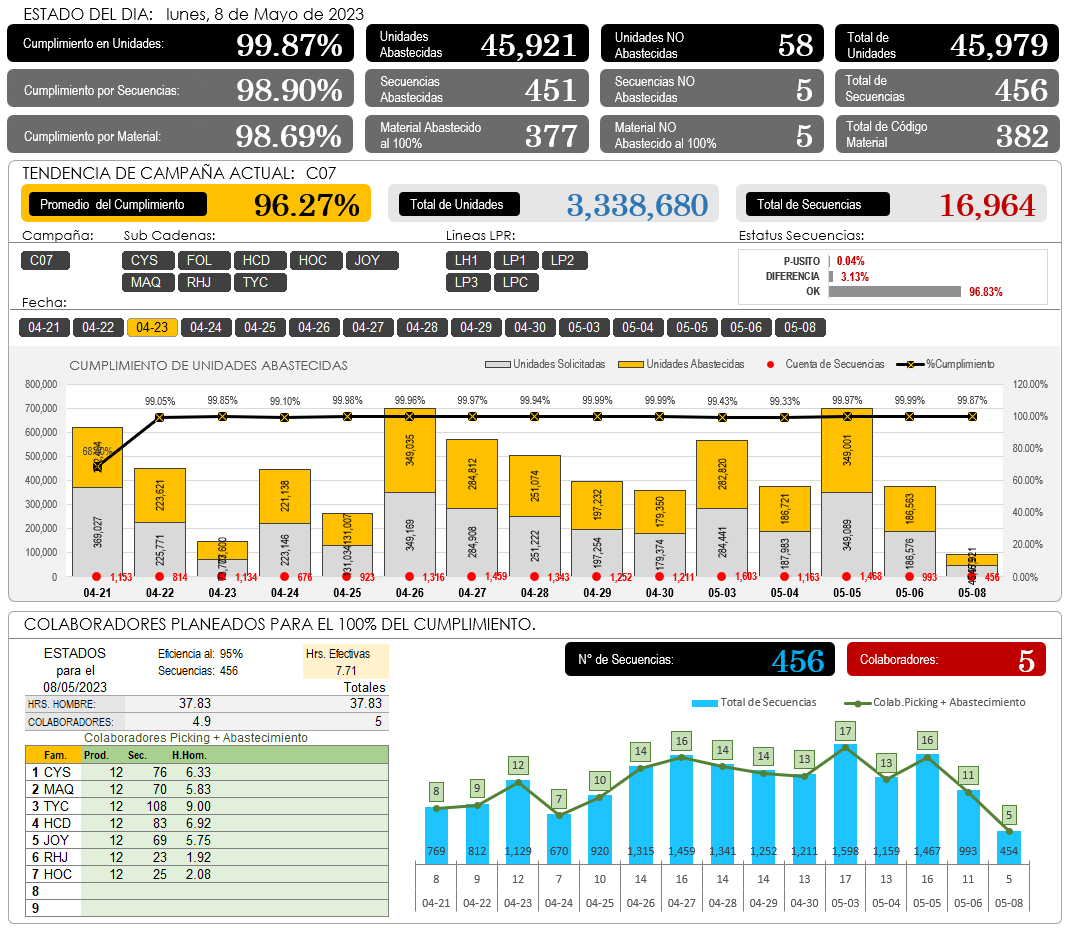 ESTADO DEL DIA: lunes, 8 de Mayo de 2023
Cumplimiento en Unidades: 99.87% Unidades Abastecidas 45,921 Unidades NO Abastecidas 58 Total de Unidades 45,979
Cumplimiento por Secuencias: 98.90% Secuencias Abastecidas 451 Secuencias NO Abastecidas 5 Total de Secuencias 456
Cumplimiento por Material: 98.69% Material Abastecido al 100% 377 Material NO Abastecido al 100% 5 Total de Código Material 382
TENDENCIA DE CAMPAÑA ACTUAL: C07
Promedio del Cumplimiento 96.27% Total de Unidades 3,338,680 Total de Secuencias 16,964
Campaña: Sub Cadenas: Lineas LPR: Estatus Secuencias:
C07 CYS FOL HCD HOC JOY LH1 LP1 LP2
MAQ RHJ TYC LP3 LPC
P-USITO 0.04%
DIFERENCIA 3.13%
OK 96.83%
Fecha:
04-21 04-22 04-23 04-24 04-25 04-26 04-27 04-28 04-29 04-30 05-03 05-04 05-05 05-06 05-08
CUMPLIMIENTO DE UNIDADES ABASTECIDAS
Unidades Solicitadas Unidades Abastecidas Cuenta de Secuencias %Cumplimiento
800,000
700,000
600,000
500,000
400,000
300,000
200,000
100,000
0
120.00%
100.00%
80.00%
60.00%
40.00%
20.00%
0.00%
99.05% 99.85% 99.10% 99.98% 99.96% 99.97% 99.94% 99.99% 99.99% 99.43% 99.33% 99.97% 99.99% 99.87%
223,621 221,138 131,007 349,035 284,812 251,074 197,232 179,350 282,820 186,721 349,001 186,563
369,027 225,771 223,146 131,034 349,169 284,908 251,222 197,254 179,374 284,441 187,983 349,089 186,576
1,153 814 1,134 676 923 1,316 1,459 1,343 1,252 1,211 1,603 1,163 1,468 993 456
04-21 04-22 04-23 04-24 04-25 04-26 04-27 04-28 04-29 04-30 05-03 05-04 05-05 05-06 05-08
COLABORADORES PLANEADOS PARA EL 100% DEL CUMPLIMIENTO.
ESTADOS Eficiencia al: 95% Hrs. Efectivas
para el Secuencias: 456 7.71
08/05/2023 Totales
HRS. HOMBRE: 37.83 37.83
COLABORADORES: 4.9 5
Colaboradores Picking + Abastecimiento
Fam. Prod. Sec. H.Hom.
1 CYS 12 76 6.33
2 MAQ 12 70 5.83
3 TYC 12 108 9.00
4 HCD 12 83 6.92
5 JOY 12 69 5.75
6 RHJ 12 23 1.92
7 HOC 12 25 2.08
8
9
N° de Secuencias: 456 Colaboradores: 5
Total de Secuencias Colab.Picking + Abastecimiento
8 9 12 7 10 14 16 14 14 13 17 13 16 11 5
769 812 1,129 670 920 1,315 1,459 1,341 1,252 1,211 1,598 1,159 1,467 993 454
8 9 12 7 10 14 16 14 14 13 17 13 16 11 5
04-21 04-22 04-23 04-24 04-25 04-26 04-27 04-28 04-29 04-30 05-03 05-04 05-05 05-06 05-08